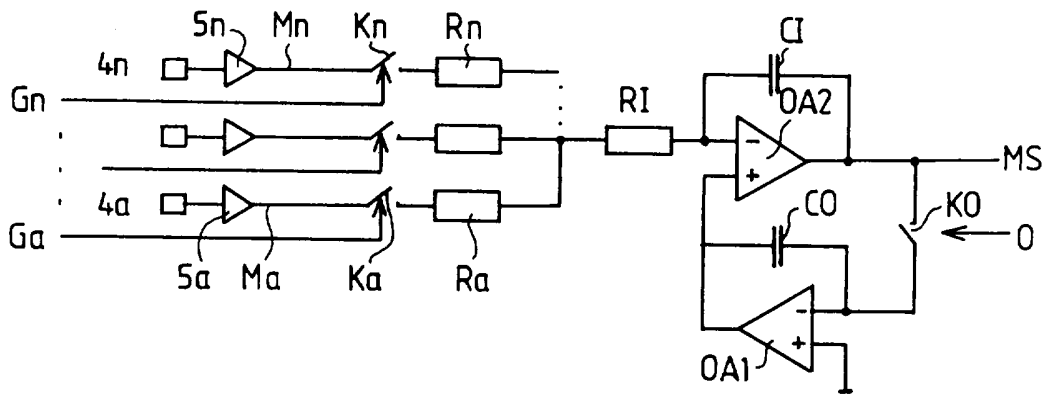 4n
5n
Mn
Kn
Rn
CI
Gn
RI
OA2
-
+
MS
4a
Ga
5a
Ma
Ka
Ra
CO
KO
O
-
+
OA1